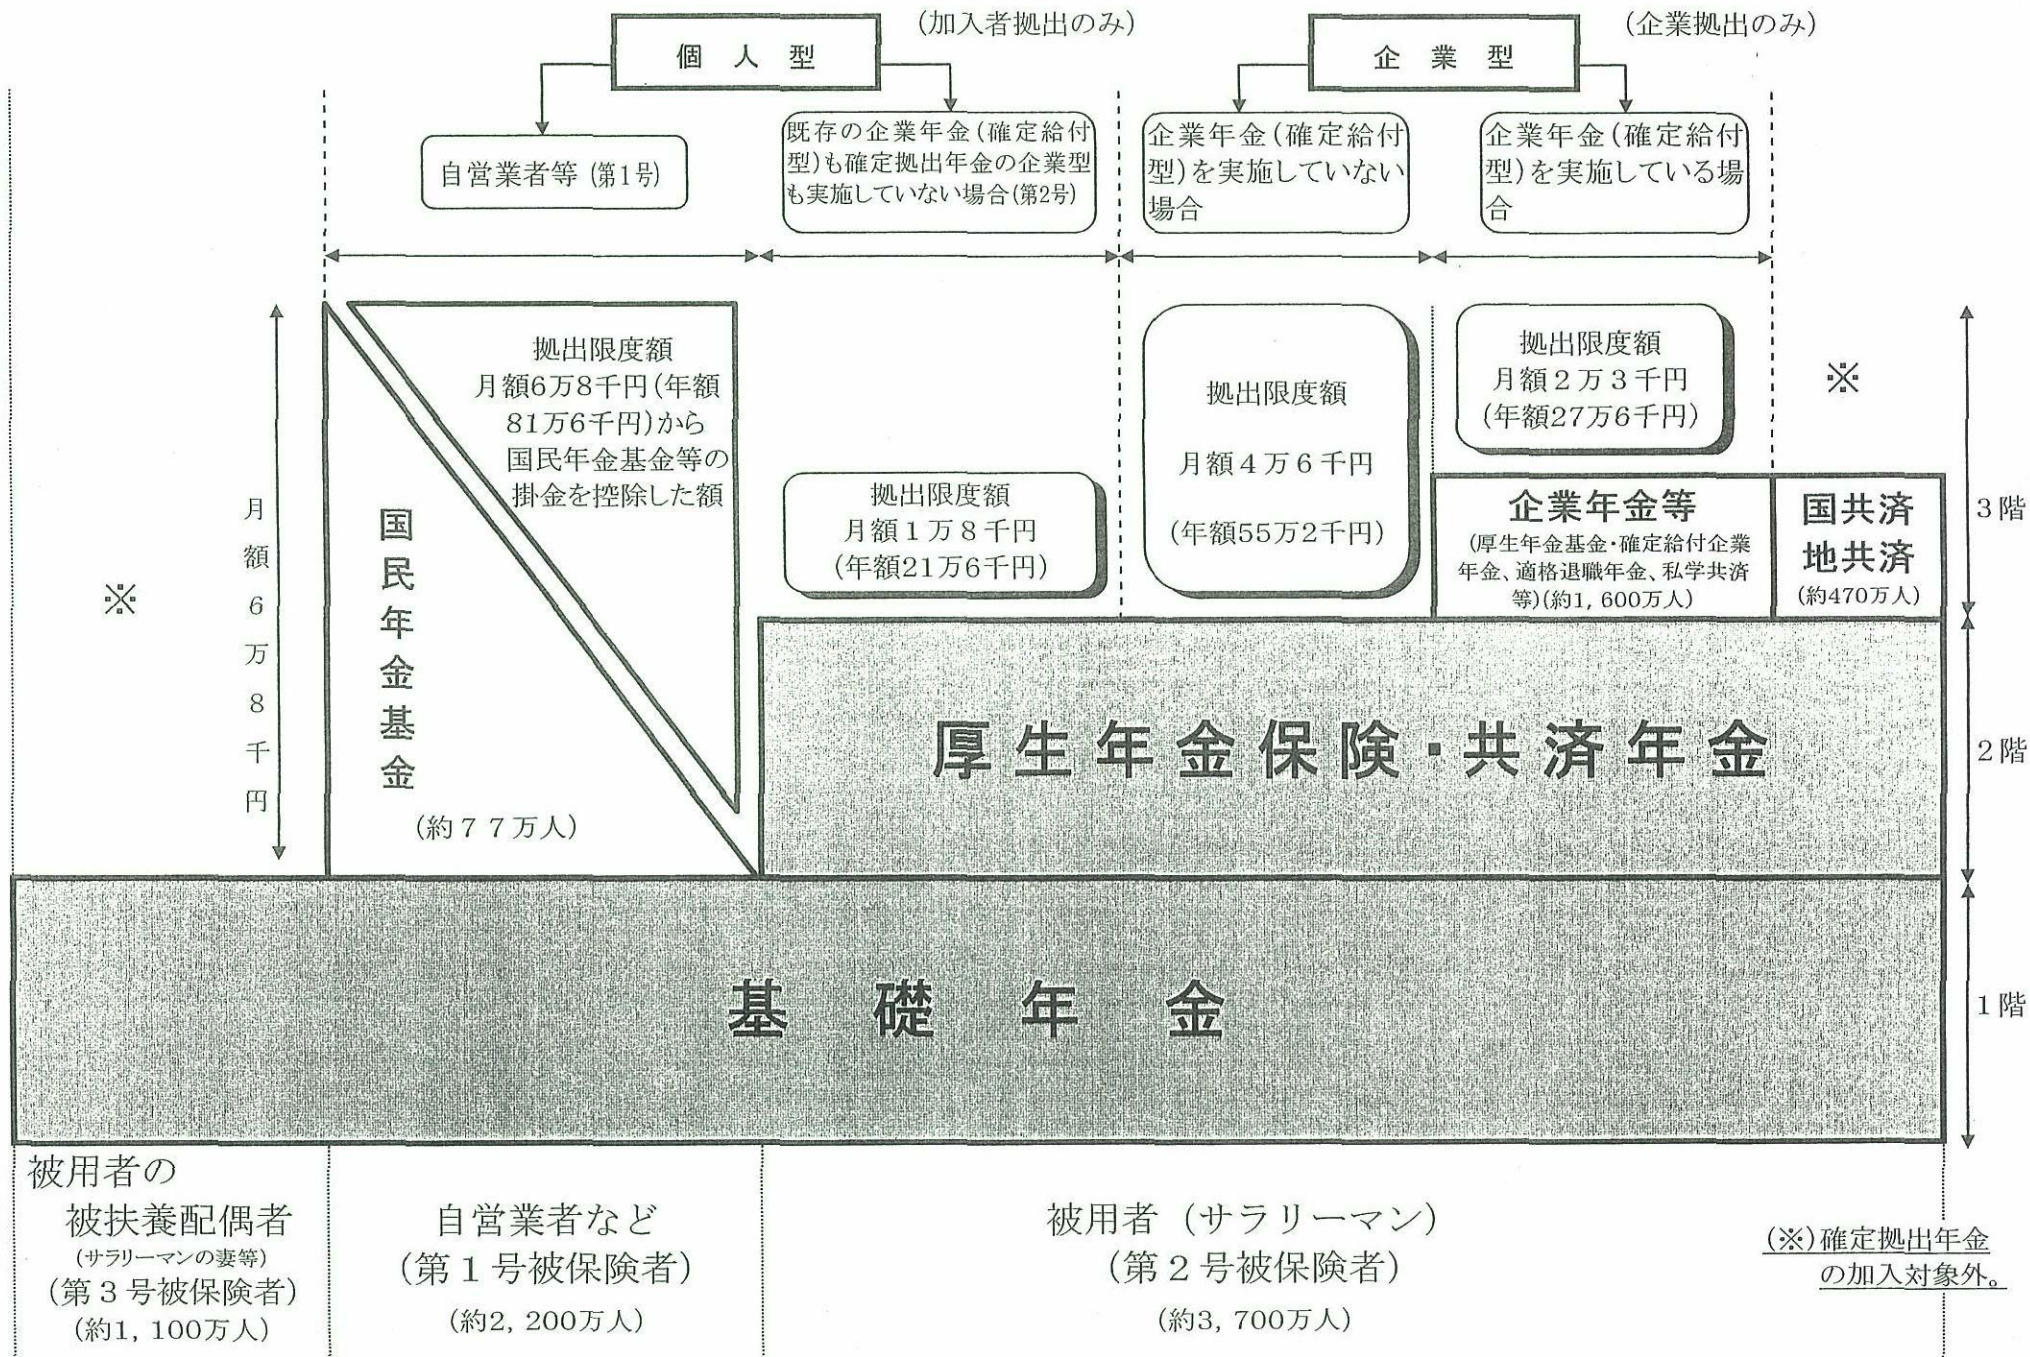 個人型
(加入者拠出のみ)
企業型
(企業拠出のみ)
自営業者等 (第1号)
既存の企業年金(確定給付
型)も確定拠出年金の企業型
も実施していない場合(第2号)
企業年金(確定給付
型)を実施していない
場合
企業年金(確定給付
型)を実施している場
合
拠出限度額
月額6万8千円(年額
81万6千円)から
国民年金基金等の
掛金を控除した額
拠出限度額
月額1万8千円
(年額21万6千円)
拠出限度額
月額4万6千円
(年額55万2千円)
拠出限度額
月額2万3千円
(年額27万6千円)
※
※
月額6万8千円
国民年金基金
(約77万人)
企業年金等
(厚生年金基金・確定給付企業
年金、適格退職年金、私学共済
等)(約1,600万人)
国共済
地共済
(約470万人)
3階
厚生年金保険・共済年金
2階
基礎年金
1階
被用者の
被扶養配偶者
(サラリーマンの妻等)
(第3号被保険者)
(約1,100万人)
自営業者など
(第1号被保険者)
(約2,200万人)
被用者 (サラリーマン)
(第2号被保険者)
(約3,700万人)
(※)確定拠出年金
の加入対象外。